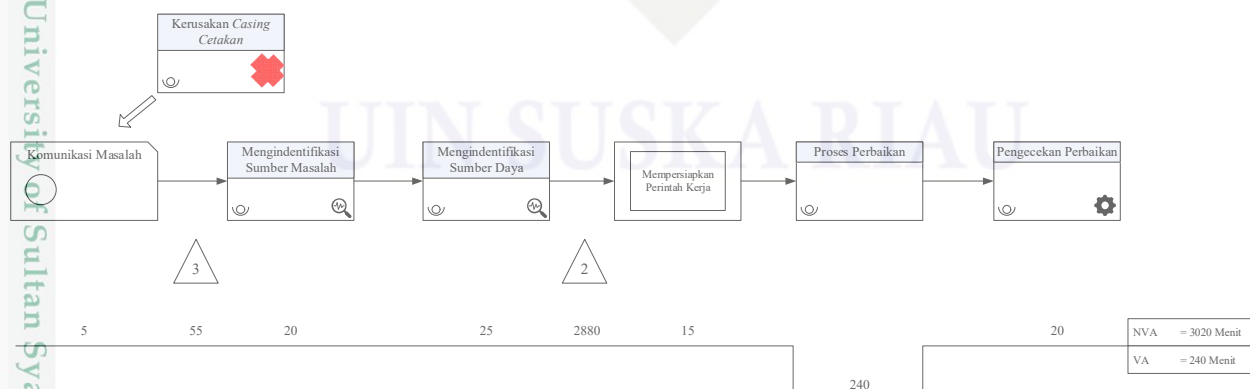 University of Sultan Sya
UIN SUSKA RIAU
Kerusakan Casing
Cetakan
Komunikasi Masalah
Mengindentifikasi
Sumber Masalah
Mengindentifikasi
Sumber Daya
Mempersiapkan
Perintah Kerja
Proses Perbaikan
Pengecekan Perbaikan
3
2
5
55
20
25
2880
15
20
240
NVA = 3020 Menit
VA = 240 Menit